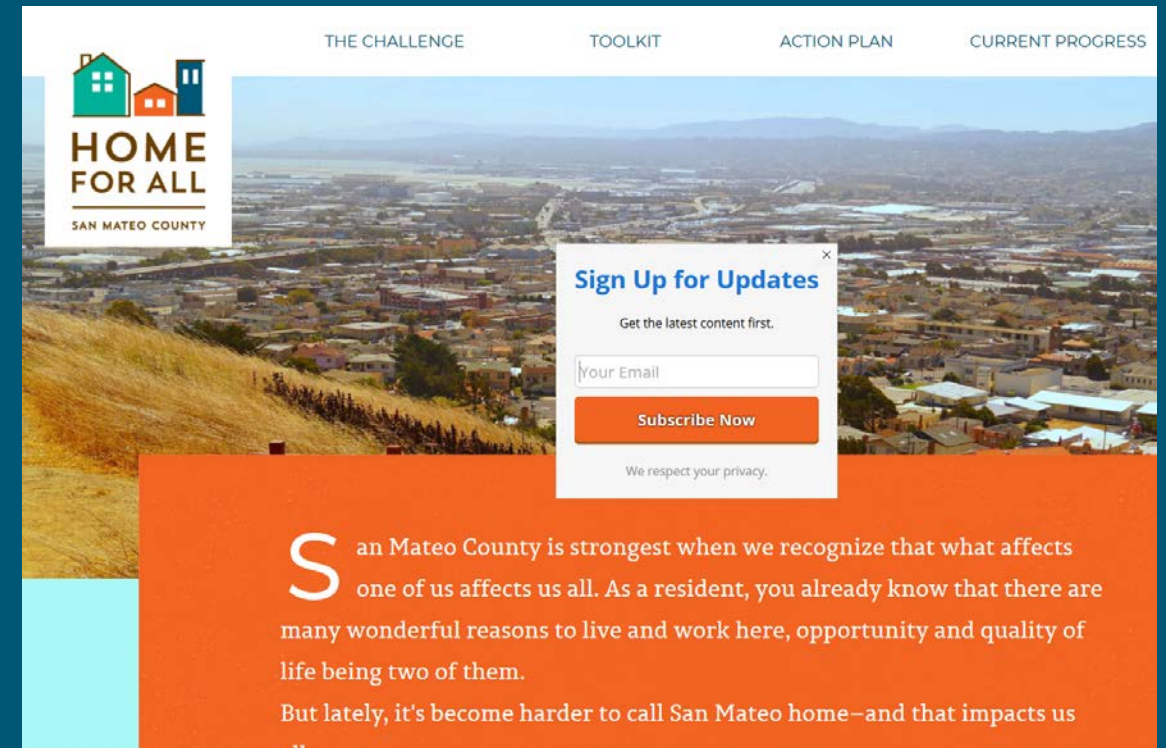 THE CHALLENGE TOOLKIT ACTION PLAN CURRENT PROGRESS
HOME
FOR ALL
SAN MATEO COUNTY
×
Sign Up for Updates
Get the latest content first.
Your Email
Subscribe Now
We respect your privacy.
San Mateo County is strongest when we recognize that what affects
one of us affects us all. As a resident, you already know that there are
many wonderful reasons to live and work here, opportunity and quality of
life being two of them.
But lately, it's become harder to call San Mateo home—and that impacts us